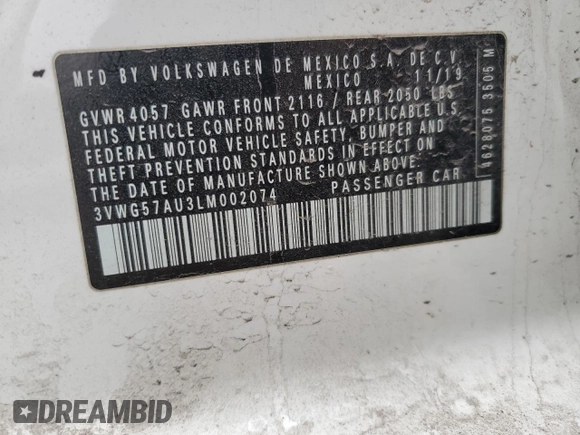 MFD BY VOLKSWAGEN DE MEXICO S.A. DE C.V.
MEXICO 11/19
GVWR 4057 GAWR FRONT 2116 / REAR 2050 LBS
THIS VEHICLE CONFORMS TO ALL APPLICABLE U.S.
FEDERAL MOTOR VEHICLE SAFETY, BUMPER AND
THEFT PREVENTION STANDARDS IN EFFECT ON
THE DATE OF MANUFACTURE SHOWN ABOVE.
3VWG57AU3LM002074 PASSENGER CAR
4628076 3505 M
DREAMBID